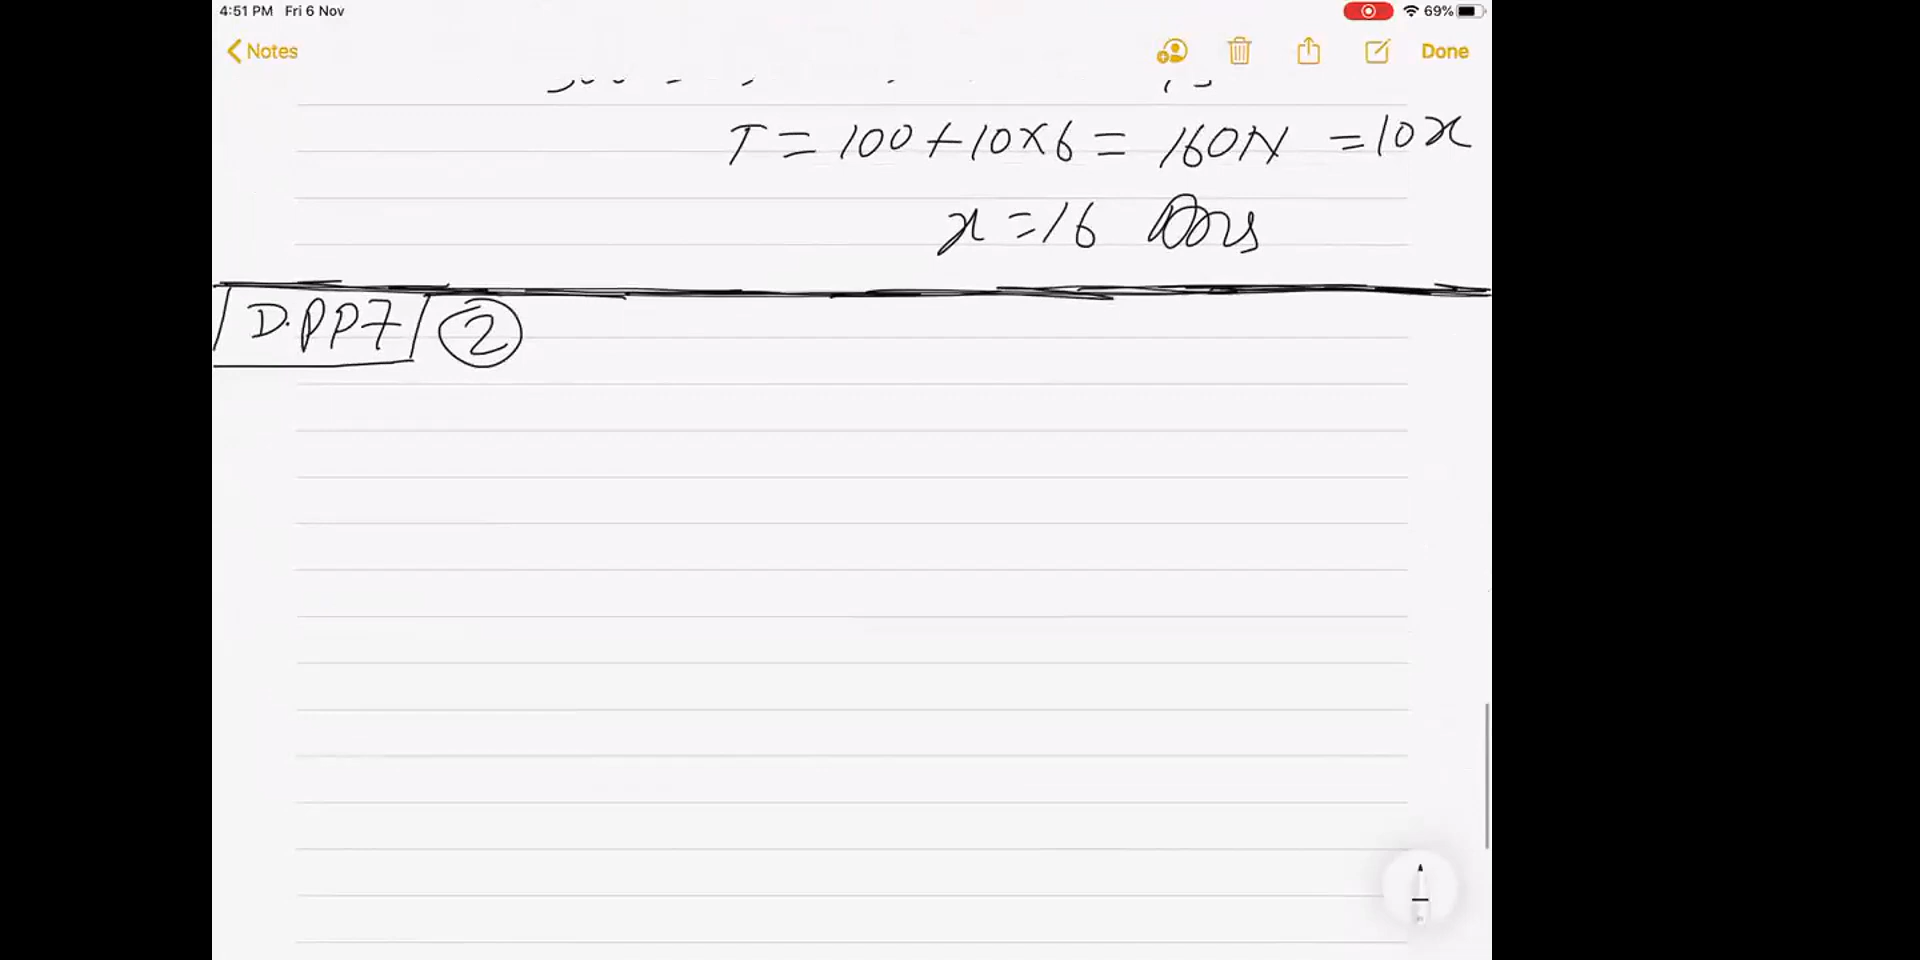 4:51 PM Fri 6 Nov 69%
Notes Done
T = 100 + 10×6 = 160N = 10x
x = 16 Ans
D.PP7 2